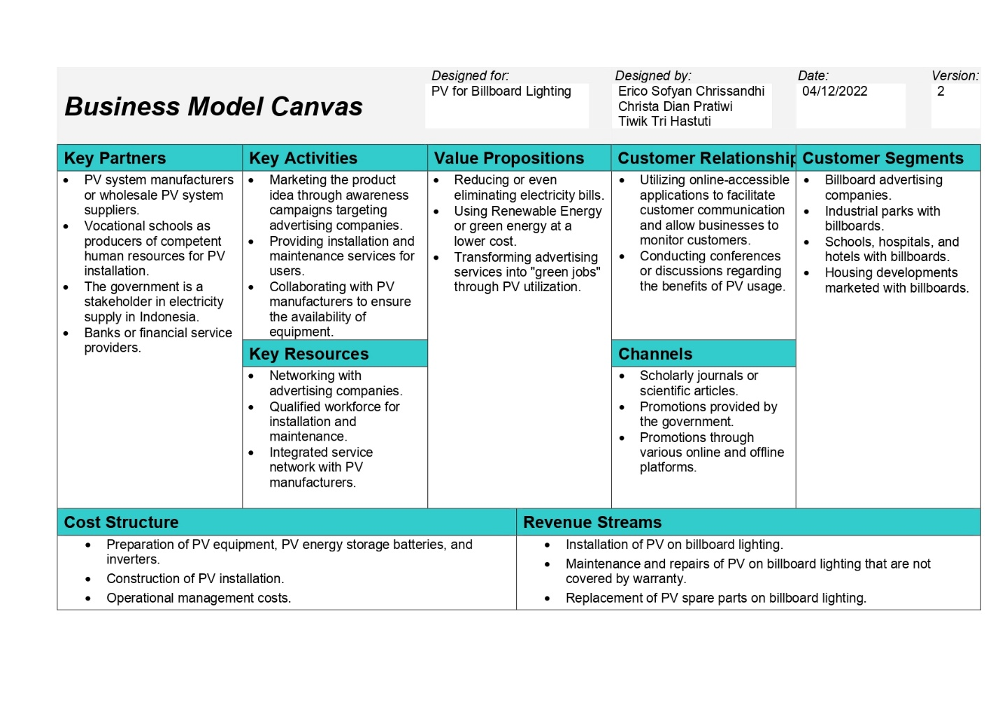 Business Model Canvas
Designed for:
PV for Billboard Lighting
Designed by:
Erico Sofyan Chrissandhi
Christa Dian Pratiwi
Tiwik Tri Hastuti
Date:
04/12/2022
Version:
2
Key Partners
• PV system manufacturers
or wholesale PV system
suppliers.
• Vocational schools as
producers of competent
human resources for PV
installation.
• The government is a
stakeholder in electricity
supply in Indonesia.
• Banks or financial service
providers.
Key Activities
• Marketing the product
idea through awareness
campaigns targeting
advertising companies.
• Providing installation and
maintenance services for
users.
• Collaborating with PV
manufacturers to ensure
the availability of
equipment.
Key Resources
• Networking with
advertising companies.
• Qualified workforce for
installation and
maintenance.
• Integrated service
network with PV
manufacturers.
Value Propositions
• Reducing or even
eliminating electricity bills.
• Using Renewable Energy
or green energy at a
lower cost.
• Transforming advertising
services into "green jobs"
through PV utilization.
Customer Relationship
• Utilizing online-accessible
applications to facilitate
customer communication
and allow businesses to
monitor customers.
• Conducting conferences
or discussions regarding
the benefits of PV usage.
Channels
• Scholarly journals or
scientific articles.
• Promotions provided by
the government.
• Promotions through
various online and offline
platforms.
Customer Segments
• Billboard advertising
companies.
• Industrial parks with
billboards.
• Schools, hospitals, and
hotels with billboards.
• Housing developments
marketed with billboards.
Cost Structure
• Preparation of PV equipment, PV energy storage batteries, and
inverters.
• Construction of PV installation.
• Operational management costs.
Revenue Streams
• Installation of PV on billboard lighting.
• Maintenance and repairs of PV on billboard lighting that are not
covered by warranty.
• Replacement of PV spare parts on billboard lighting.